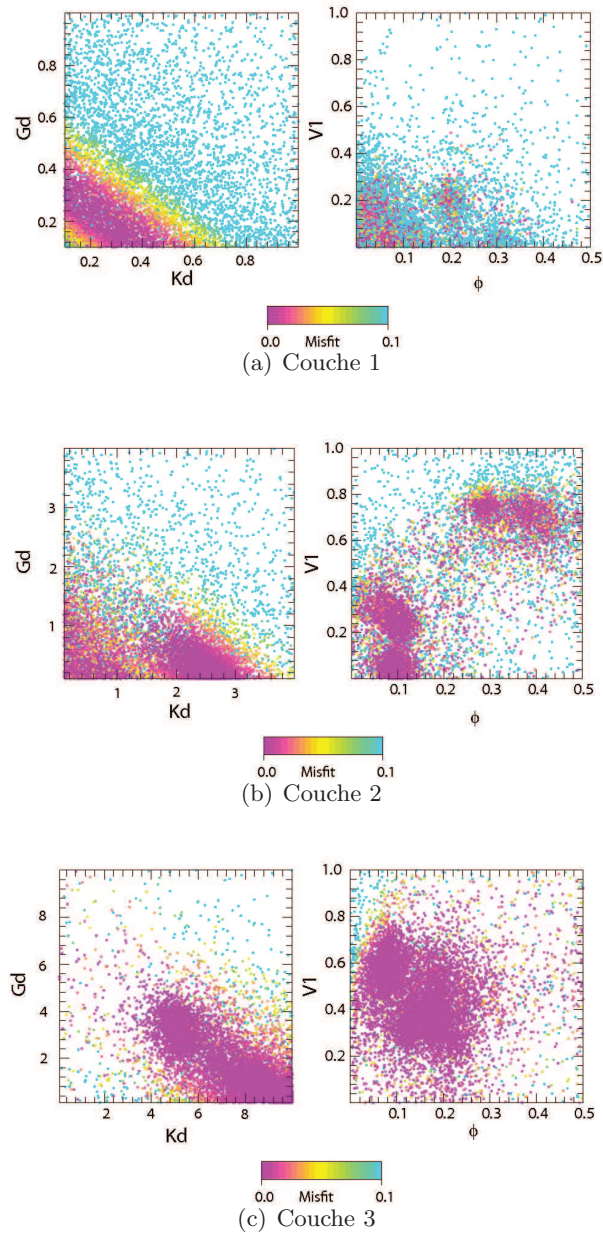 0.8
0.6
0.4
0.2
Gd
0.2 0.4 0.6 0.8
Kd
1.0
0.8
0.6
0.4
0.2
V1
0.1 0.2 0.3 0.4 0.5
ϕ
0.0 Misfit 0.1
(a) Couche 1
3
2
1
Gd
1 2 3
Kd
1.0
0.8
0.6
0.4
0.2
V1
0.1 0.2 0.3 0.4 0.5
ϕ
0.0 Misfit 0.1
(b) Couche 2
8
6
4
2
Gd
2 4 6 8
Kd
1.0
0.8
0.6
0.4
0.2
V1
0.1 0.2 0.3 0.4 0.5
ϕ
0.0 Misfit 0.1
(c) Couche 3